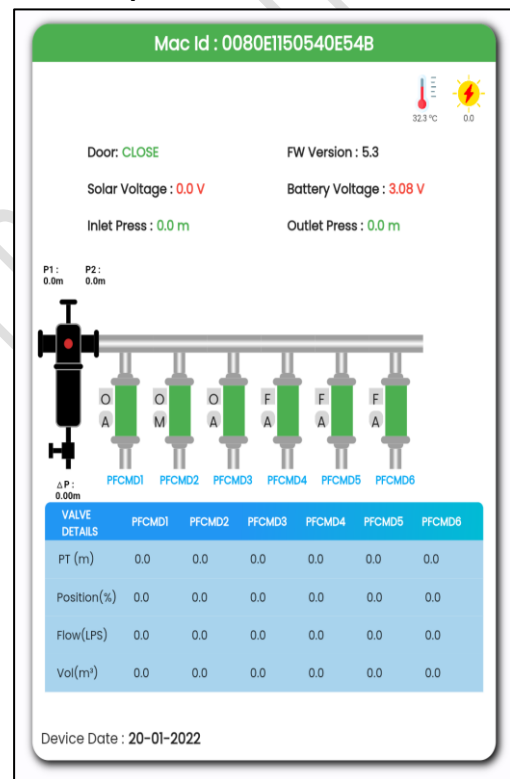 Mac Id : 0080E1150540E54B
32.3 °C 0.0
Door: CLOSE FW Version : 5.3
Solar Voltage : 0.0 V Battery Voltage : 3.08 V
Inlet Press : 0.0 m Outlet Press : 0.0 m
P1 : P2 :
0.0m 0.0m
O O O F F F
A M A A A A
PFCMD1 PFCMD2 PFCMD3 PFCMD4 PFCMD5 PFCMD6
△P :
0.00m
VALVE DETAILS PFCMD1 PFCMD2 PFCMD3 PFCMD4 PFCMD5 PFCMD6
PT (m) 0.0 0.0 0.0 0.0 0.0 0.0
Position(%) 0.0 0.0 0.0 0.0 0.0 0.0
Flow(LPS) 0.0 0.0 0.0 0.0 0.0 0.0
Vol(m³) 0.0 0.0 0.0 0.0 0.0 0.0
Device Date : 20-01-2022